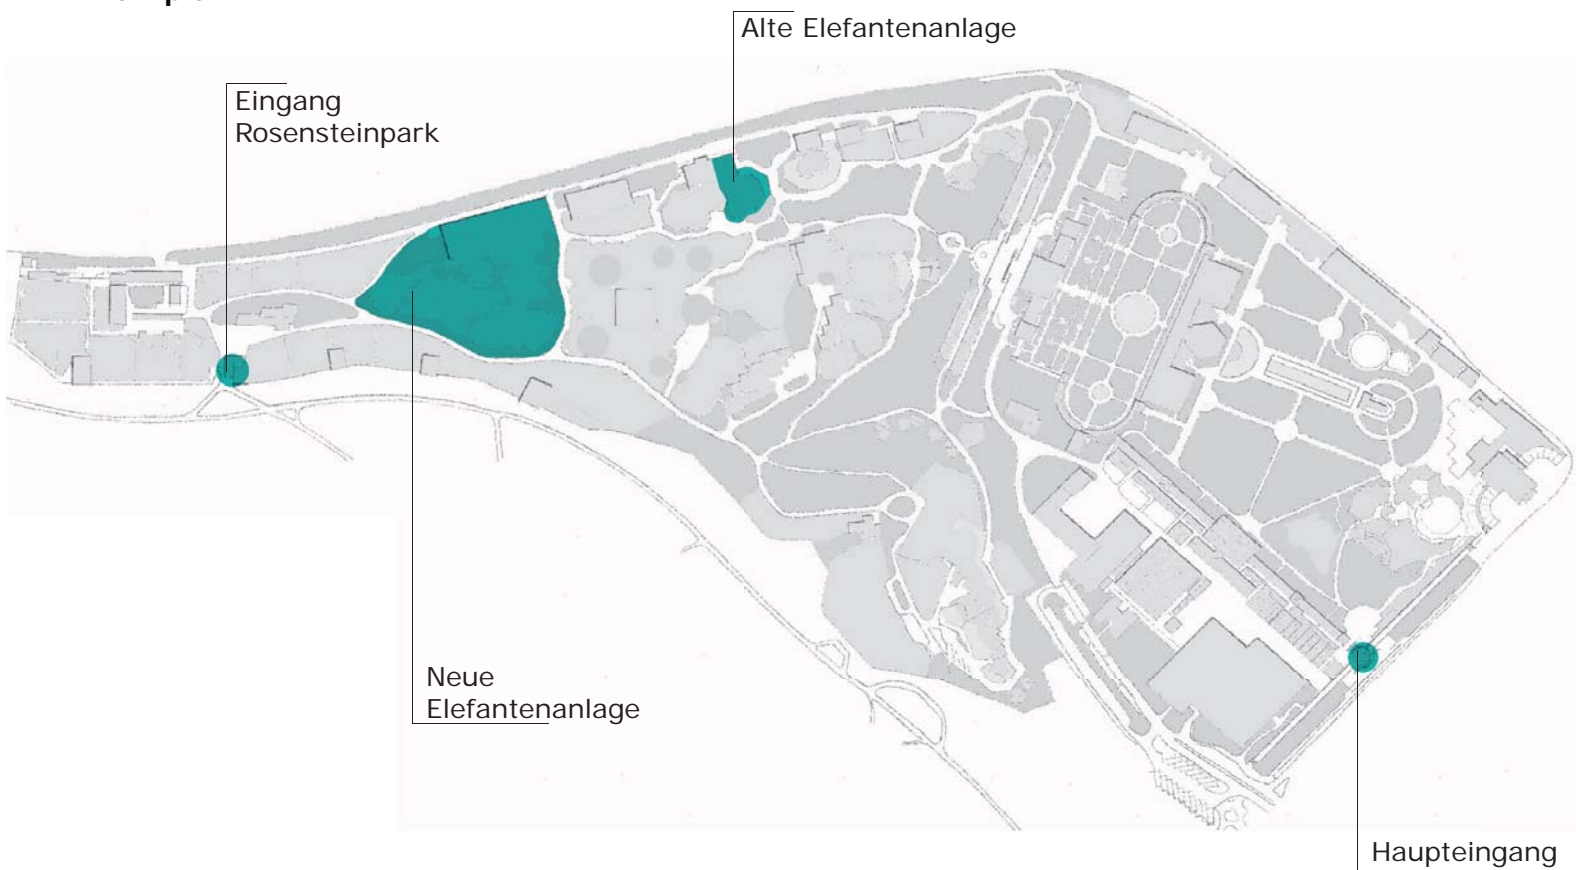 Alte Elefantenanlage
Eingang
Rosensteinpark
Neue
Elefantenanlage
Haupteingang